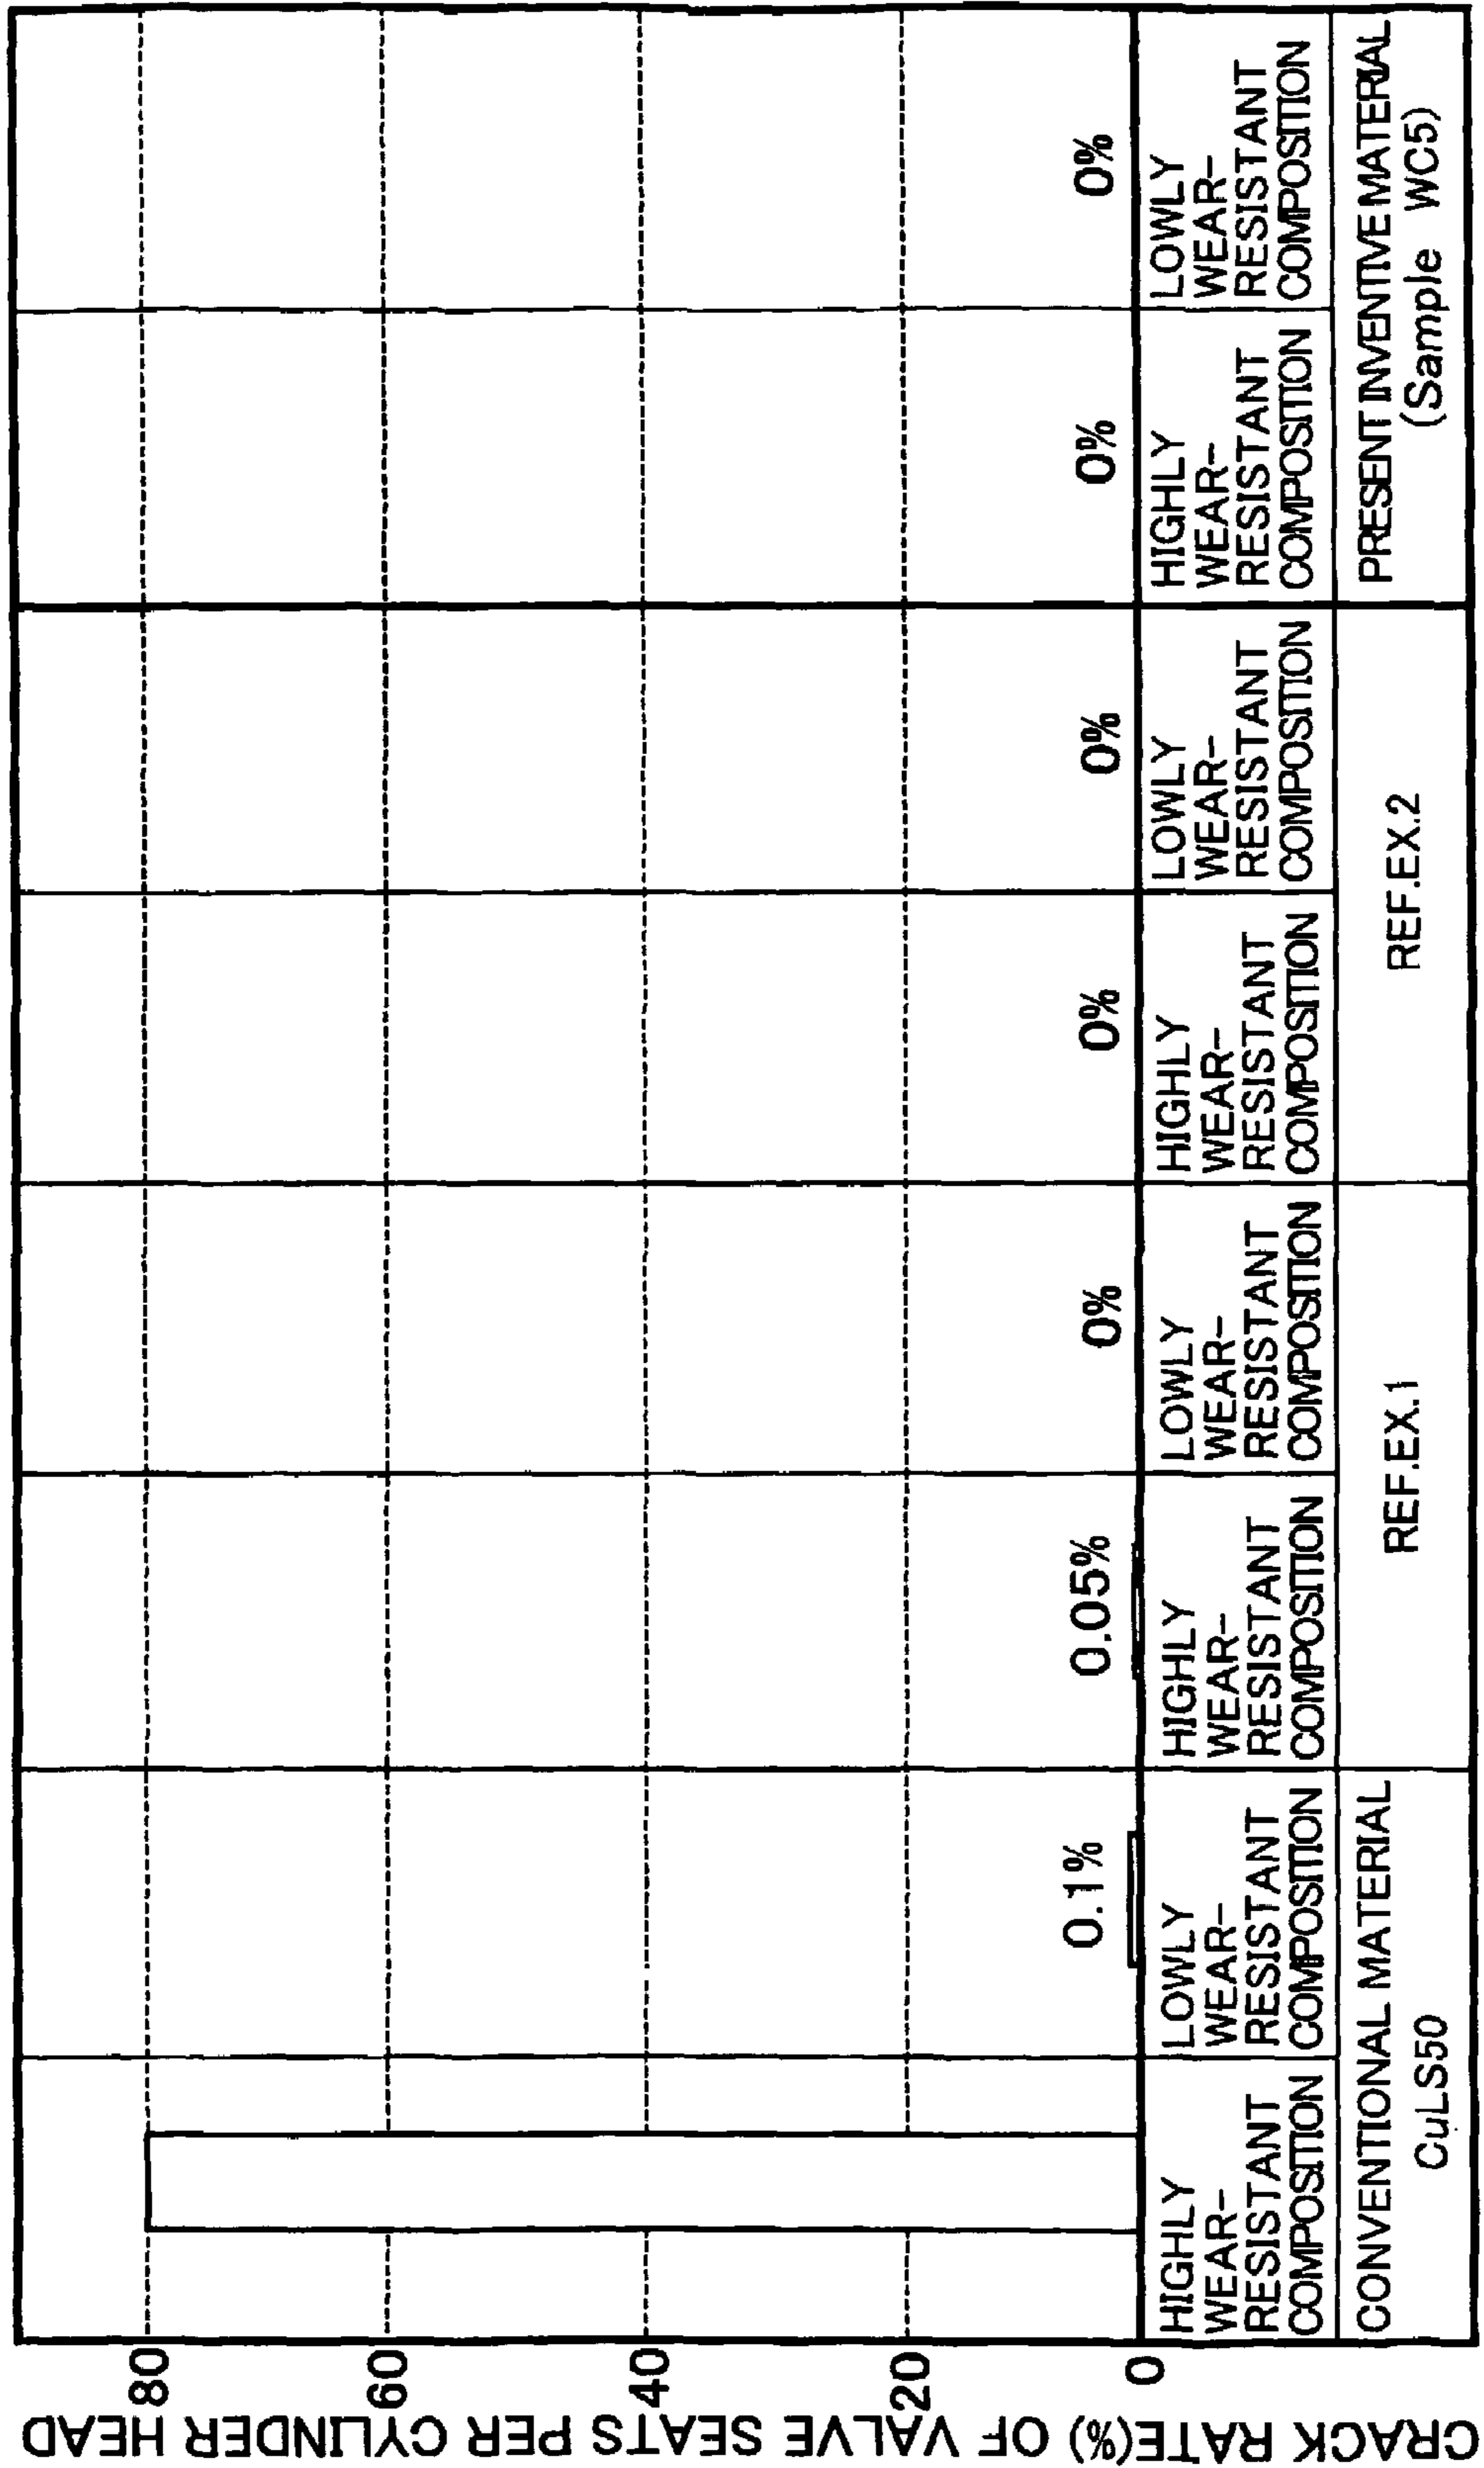 CRACK RATE(%) OF VALVE SEATS PER CYLINDER HEAD
80
60
40
20
0
0.1%
0.05%
0%
0%
0%
0%
0%
HIGHLY
WEAR-
RESISTANT
COMPOSITION
LOWLY
WEAR-
RESISTANT
COMPOSITION
HIGHLY
WEAR-
RESISTANT
COMPOSITION
LOWLY
WEAR-
RESISTANT
COMPOSITION
HIGHLY
WEAR-
RESISTANT
COMPOSITION
LOWLY
WEAR-
RESISTANT
COMPOSITION
HIGHLY
WEAR-
RESISTANT
COMPOSITION
LOWLY
WEAR-
RESISTANT
COMPOSITION
CONVENTIONAL MATERIAL
CuLS50
REF.EX.1
REF.EX.2
PRESENT INVENTIVE MATERIAL
(Sample WC5)